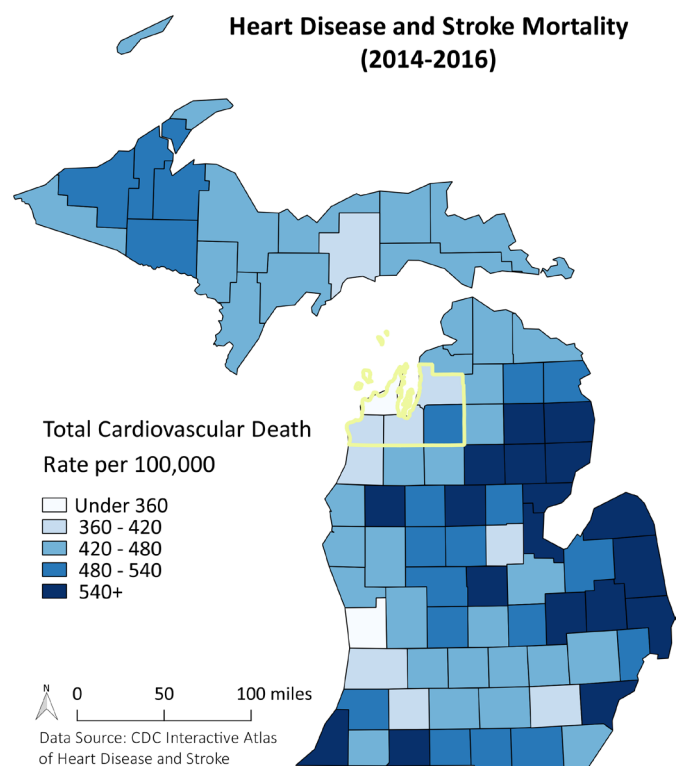 Heart Disease and Stroke Mortality
(2014-2016)
Total Cardiovascular Death
Rate per 100,000
Under 360
360 - 420
420 - 480
480 - 540
540+
N
0 50 100 miles
Data Source: CDC Interactive Atlas
of Heart Disease and Stroke